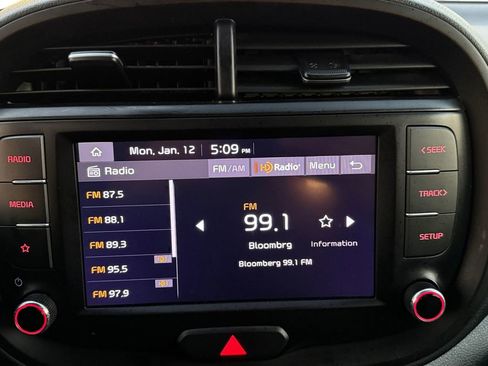 Mon, Jan. 12 5:09 PM
RADIO
MEDIA
Radio FM/AM HD Radio Menu
FM 87.5
FM 88.1
FM 89.3
FM 95.5 HD
FM 97.9 HD
FM
99.1
Bloombrg
Information
Bloomberg 99.1 FM
< SEEK
TRACK >
SETUP